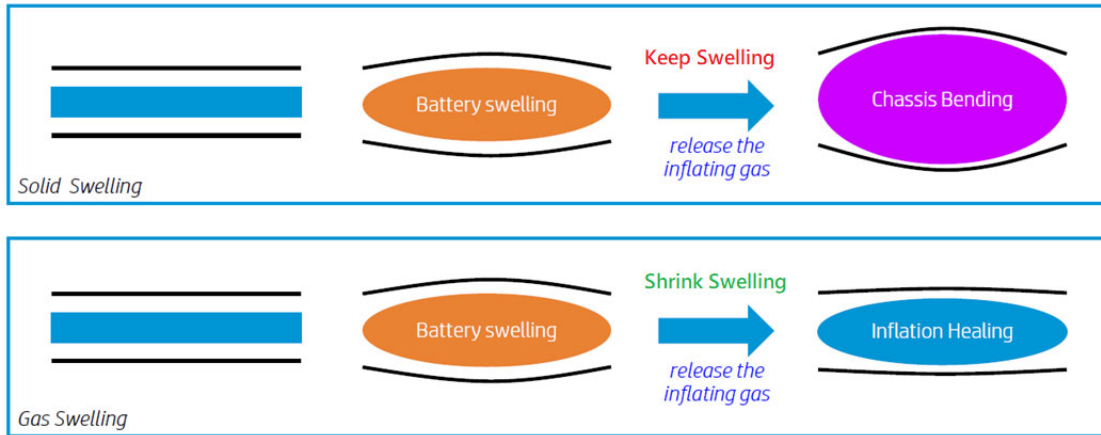 Keep Swelling
Battery swelling
Chassis Bending
release the
inflating gas
Solid Swelling
Shrink Swelling
Battery swelling
Inflation Healing
release the
inflating gas
Gas Swelling